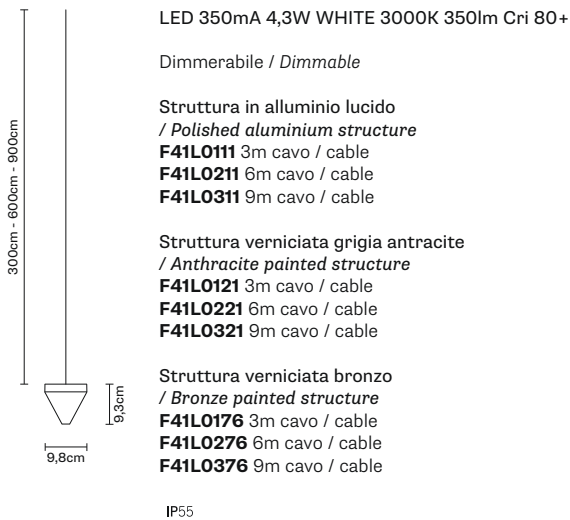 LED 350mA 4,3W WHITE 3000K 350lm Cri 80+
Dimmerabile / Dimmable
Struttura in alluminio lucido
/ Polished aluminium structure
F41L0111 3m cavo / cable
F41L0211 6m cavo / cable
F41L0311 9m cavo / cable
Struttura verniciata grigia antracite
/ Anthracite painted structure
F41L0121 3m cavo / cable
F41L0221 6m cavo / cable
F41L0321 9m cavo / cable
Struttura verniciata bronzo
/ Bronze painted structure
F41L0176 3m cavo / cable
F41L0276 6m cavo / cable
F41L0376 9m cavo / cable
300cm - 600cm - 900cm
9,3cm
9,8cm
IP55